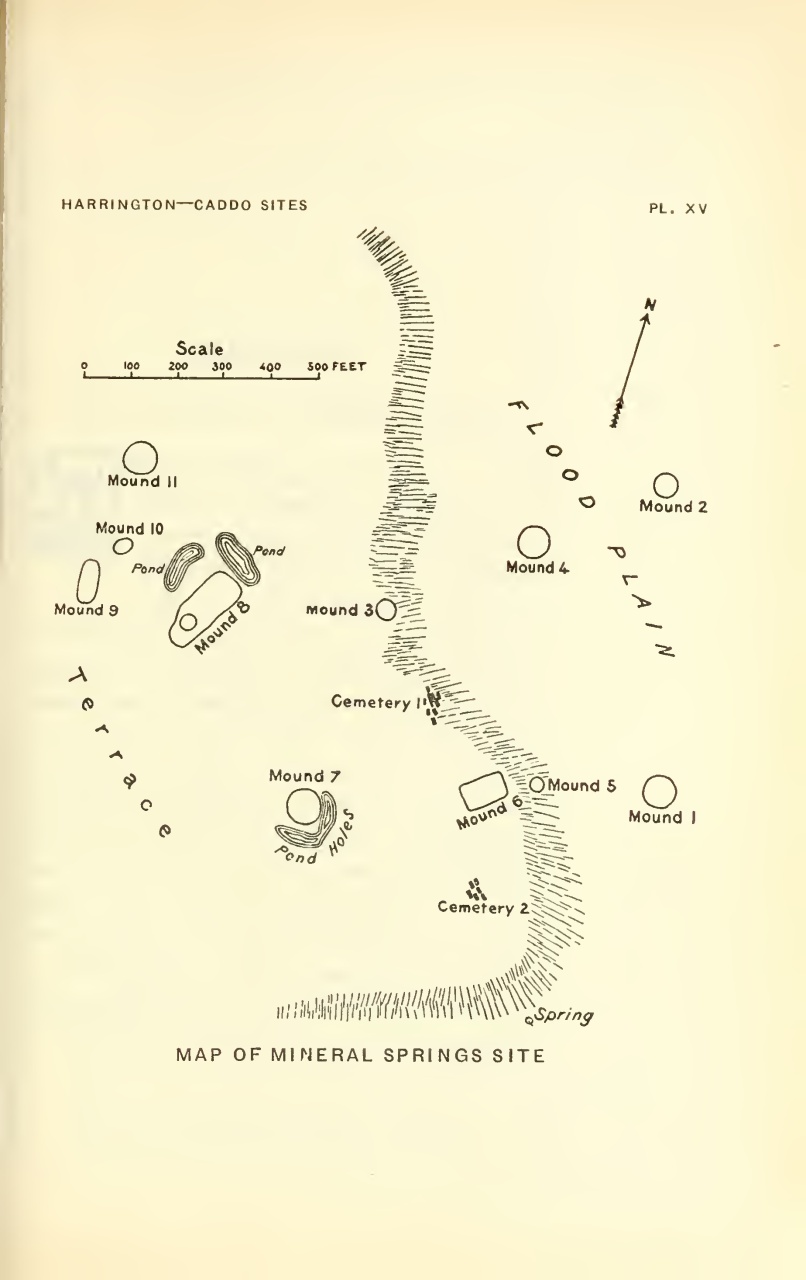 HARRINGTON—CADDO SITES
PL. XV
N
Scale
0 100 200 300 400 500 FEET
FLOOD PLAIN
Mound 11
Mound 2
Mound 10
Pond
Pond
Mound 4
Mound 9
Mound 8
Mound 3
Terrace
Cemetery 1
Mound 7
Mound 5
Mound 6
Mound 1
Pond Holes
Cemetery 2
Spring
MAP OF MINERAL SPRINGS SITE